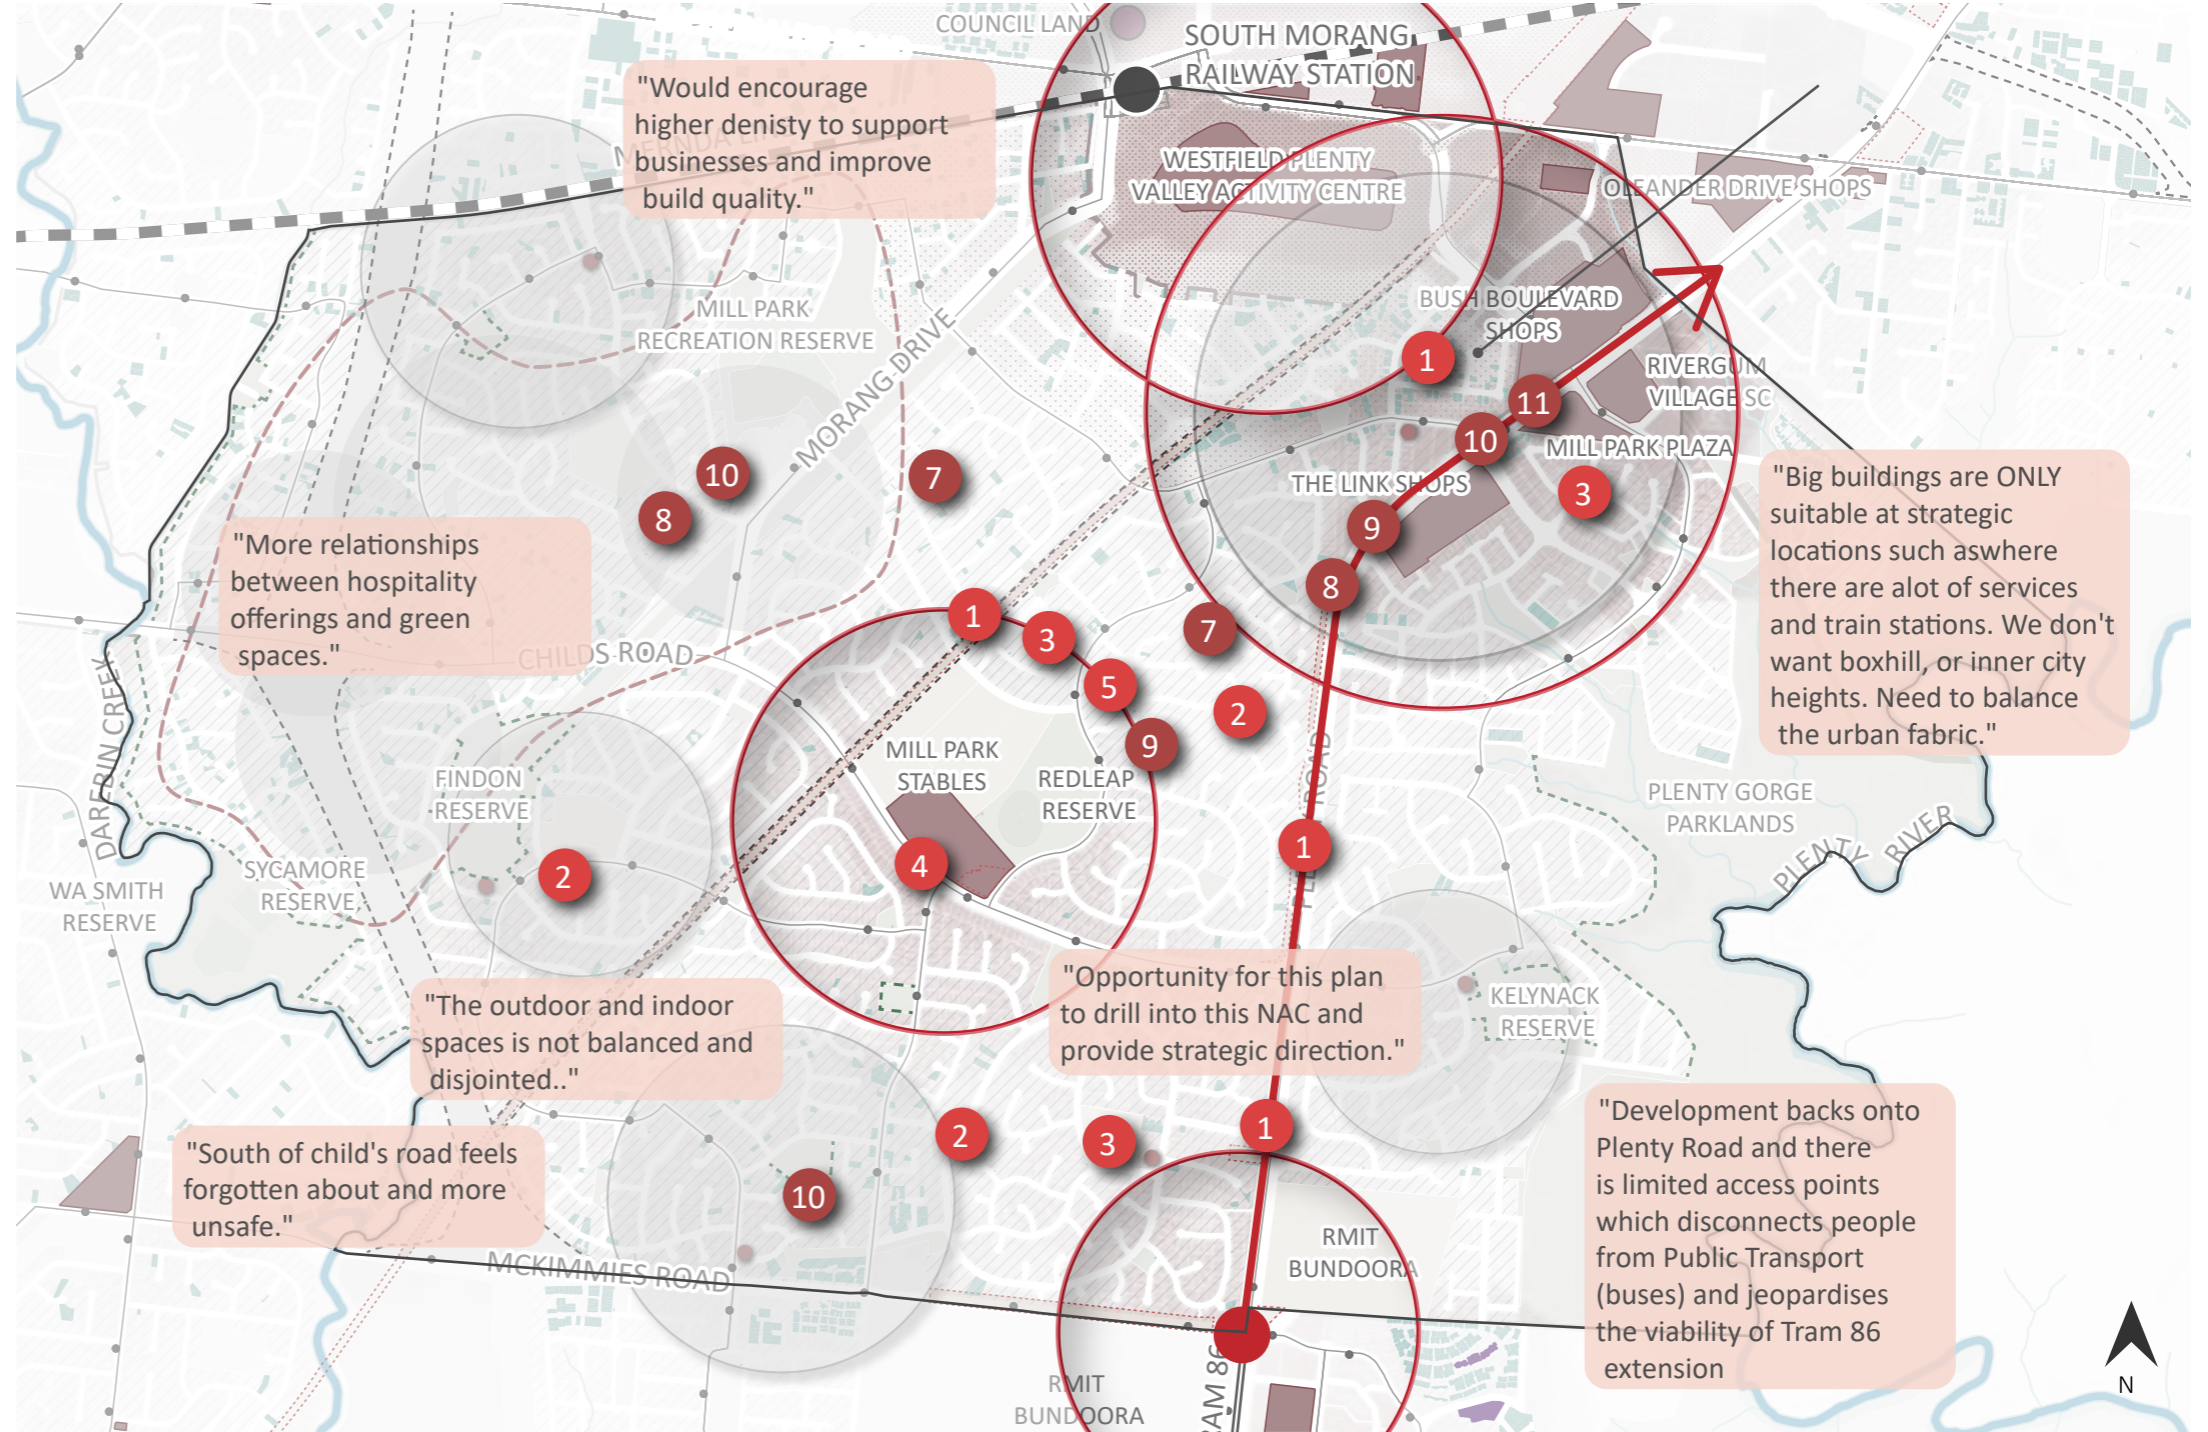 COUNCIL LAND
SOUTH MORANG
RAILWAY STATION
"Would encourage
higher denisty to support
businesses and improve
build quality."
MERNDA
WESTFIELD PLENTY
VALLEY ACTIVITY CENTRE
OLEANDER DRIVE SHOPS
MILL PARK
RECREATION RESERVE
MORANG DRIVE
BUSH BOULEVARD
SHOPS
1
RIVERGUM
VILLAGE SC
11
10
MILL PARK PLAZA
THE LINK SHOPS
3
9
8
10
8
7
"Big buildings are ONLY
suitable at strategic
locations such aswhere
there are alot of services
and train stations. We don't
want boxhill, or inner city
heights. Need to balance
the urban fabric."
"More relationships
between hospitality
offerings and green
spaces."
CHILDS ROAD
1
3
5
9
7
2
DAREBIN CREEK
MILL PARK
STABLES
REDLEAP
RESERVE
4
PLENTY ROAD
1
FINDON
RESERVE
2
SYCAMORE
RESERVE
WA SMITH
RESERVE
PLENTY GORGE
PARKLANDS
PLENTY RIVER
"The outdoor and indoor
spaces is not balanced and
disjointed.."
"Opportunity for this plan
to drill into this NAC and
provide strategic direction."
KELYNACK
RESERVE
"South of child's road feels
forgotten about and more
unsafe."
2
3
1
10
"Development backs onto
Plenty Road and there
is limited access points
which disconnects people
from Public Transport
(buses) and jeopardises
the viability of Tram 86
extension
MCKIMMIES ROAD
RMIT
BUNDOORA
RMIT
BUNDOORA
RAM 86
N